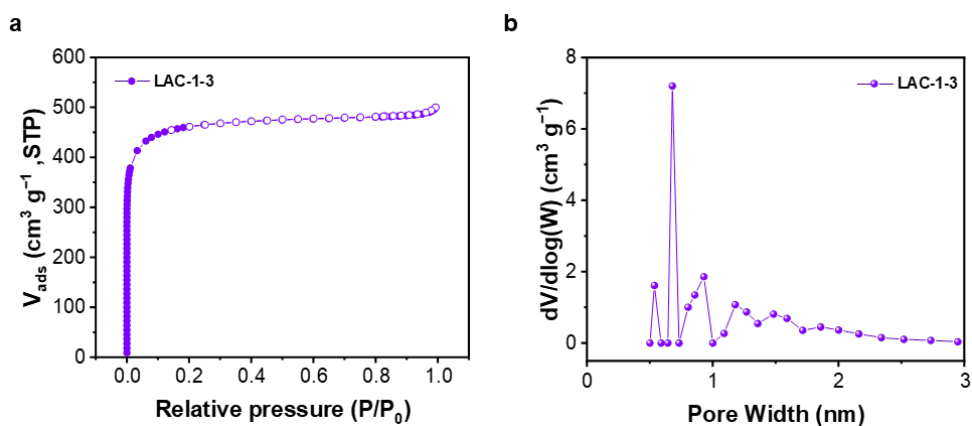 a
LAC-1-3
V_ads (cm³ g⁻¹ ,STP)
600
500
400
300
200
100
0
0.0 0.2 0.4 0.6 0.8 1.0
Relative pressure (P/P₀)
b
LAC-1-3
dV/dlog(W) (cm³ g⁻¹)
8
6
4
2
0
0 1 2 3
Pore Width (nm)